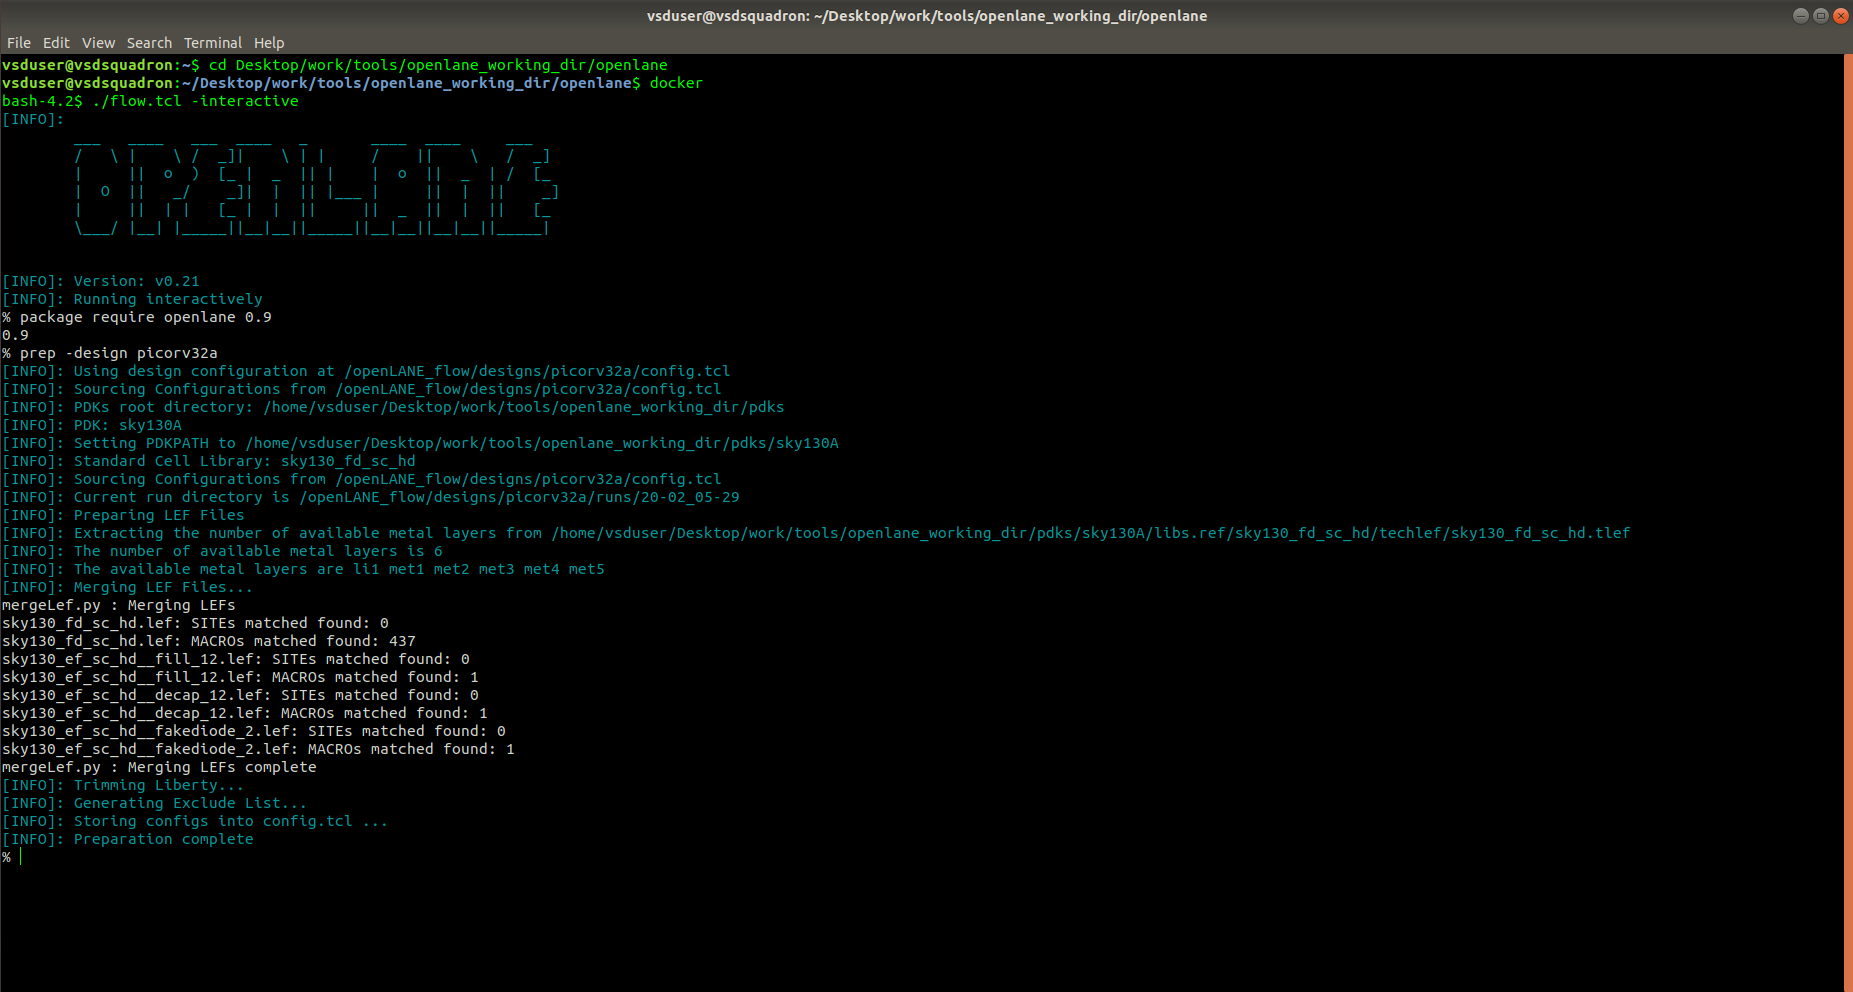 vsduser@vsdsquadron: ~/Desktop/work/tools/openlane_working_dir/openlane
File Edit View Search Terminal Help
vsduser@vsdsquadron:~$ cd Desktop/work/tools/openlane_working_dir/openlane
vsduser@vsdsquadron:~/Desktop/work/tools/openlane_working_dir/openlane$ docker
bash-4.2$ ./flow.tcl -interactive
[INFO]:
OPENLANE
[INFO]: Version: v0.21
[INFO]: Running interactively
% package require openlane 0.9
0.9
% prep -design picorv32a
[INFO]: Using design configuration at /openLANE_flow/designs/picorv32a/config.tcl
[INFO]: Sourcing Configurations from /openLANE_flow/designs/picorv32a/config.tcl
[INFO]: PDKs root directory: /home/vsduser/Desktop/work/tools/openlane_working_dir/pdks
[INFO]: PDK: sky130A
[INFO]: Setting PDKPATH to /home/vsduser/Desktop/work/tools/openlane_working_dir/pdks/sky130A
[INFO]: Standard Cell Library: sky130_fd_sc_hd
[INFO]: Sourcing Configurations from /openLANE_flow/designs/picorv32a/config.tcl
[INFO]: Current run directory is /openLANE_flow/designs/picorv32a/runs/20-02_05-29
[INFO]: Preparing LEF Files
[INFO]: Extracting the number of available metal layers from /home/vsduser/Desktop/work/tools/openlane_working_dir/pdks/sky130A/libs.ref/sky130_fd_sc_hd/techlef/sky130_fd_sc_hd.tlef
[INFO]: The number of available metal layers is 6
[INFO]: The available metal layers are li1 met1 met2 met3 met4 met5
[INFO]: Merging LEF Files...
mergeLef.py : Merging LEFs
sky130_fd_sc_hd.lef: SITEs matched found: 0
sky130_fd_sc_hd.lef: MACROs matched found: 437
sky130_ef_sc_hd__fill_12.lef: SITEs matched found: 0
sky130_ef_sc_hd__fill_12.lef: MACROs matched found: 1
sky130_ef_sc_hd__decap_12.lef: SITEs matched found: 0
sky130_ef_sc_hd__decap_12.lef: MACROs matched found: 1
sky130_ef_sc_hd__fakediode_2.lef: SITEs matched found: 0
sky130_ef_sc_hd__fakediode_2.lef: MACROs matched found: 1
mergeLef.py : Merging LEFs complete
[INFO]: Trimming Liberty...
[INFO]: Generating Exclude List...
[INFO]: Storing configs into config.tcl ...
[INFO]: Preparation complete
%